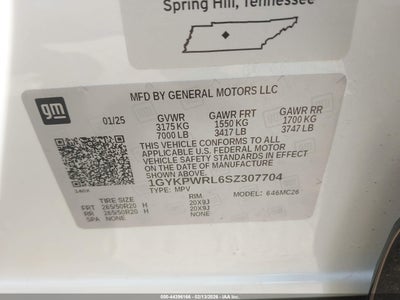 Spring Hill, Tennessee
gm
MFD BY GENERAL MOTORS LLC
01/25 GVWR GAWR FRT GAWR RR
3175 KG 1550 KG 1700 KG
7000 LB 3417 LB 3747 LB
THIS VEHICLE CONFORMS TO ALL APPLICABLE
U.S. FEDERAL MOTOR VEHICLE SAFETY
STANDARDS IN EFFECT ON THE
DATE OF MANUFACTURE SHOWN ABOVE.
1GYKPWRL6SZ307704
TYPE: MPV MODEL: 646MC26
TIRE SIZE RIM
FRT 265/50R20 H 20X9J
RR 265/50R20 H 20X9J
SPA NONE NONE